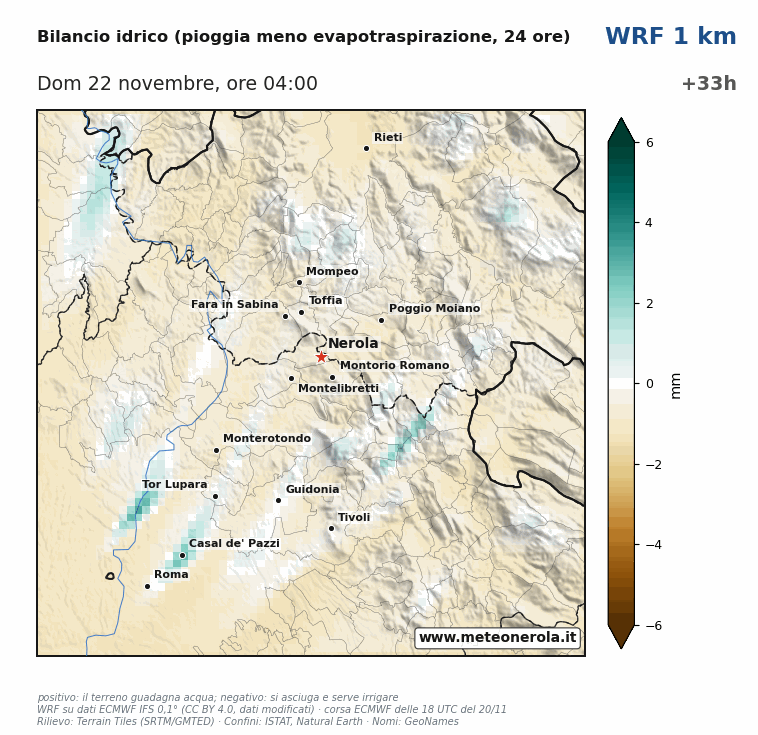 Bilancio idrico (pioggia meno evapotraspirazione, 24 ore)
WRF 1 km
Dom 22 novembre, ore 04:00
+33h
Rieti
Mompeo
Fara in Sabina
Toffia
Poggio Moiano
Nerola
Montorio Romano
Montelibretti
Monterotondo
Tor Lupara
Guidonia
Tivoli
Casal de' Pazzi
Roma
www.meteonerola.it
6
4
2
0
−2
−4
−6
mm
positivo: il terreno guadagna acqua; negativo: si asciuga e serve irrigare
WRF su dati ECMWF IFS 0,1° (CC BY 4.0, dati modificati) · corsa ECMWF delle 18 UTC del 20/11
Rilievo: Terrain Tiles (SRTM/GMTED) · Confini: ISTAT, Natural Earth · Nomi: GeoNames